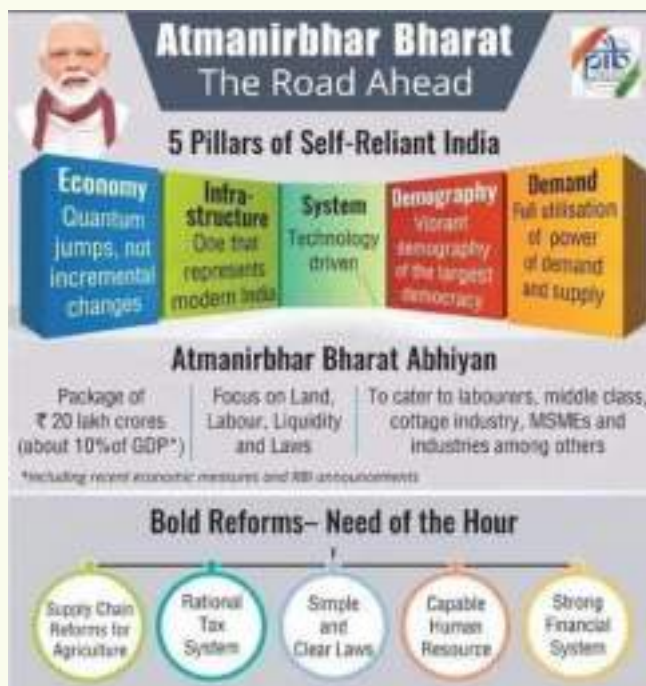 Atmanirbhar Bharat
The Road Ahead
pib
5 Pillars of Self-Reliant India
Economy
Quantum
jumps, not
incremental
changes
Infra-
structure
One that
represents
modern India
System
Technology
driven
Demography
Vibrant
demography
of the largest
democracy
Demand
Full utilisation
of power
of demand
and supply
Atmanirbhar Bharat Abhiyan
Package of
₹ 20 lakh crores
(about 10% of GDP*)
Focus on Land,
Labour, Liquidity
and Laws
To cater to labourers, middle class,
cottage industry, MSMEs and
industries among others
*Including recent economic measures and RBI announcements
Bold Reforms– Need of the Hour
Supply Chain
Reforms for
Agriculture
Rational
Tax
System
Simple
and
Clear Laws
Capable
Human
Resource
Strong
Financial
System